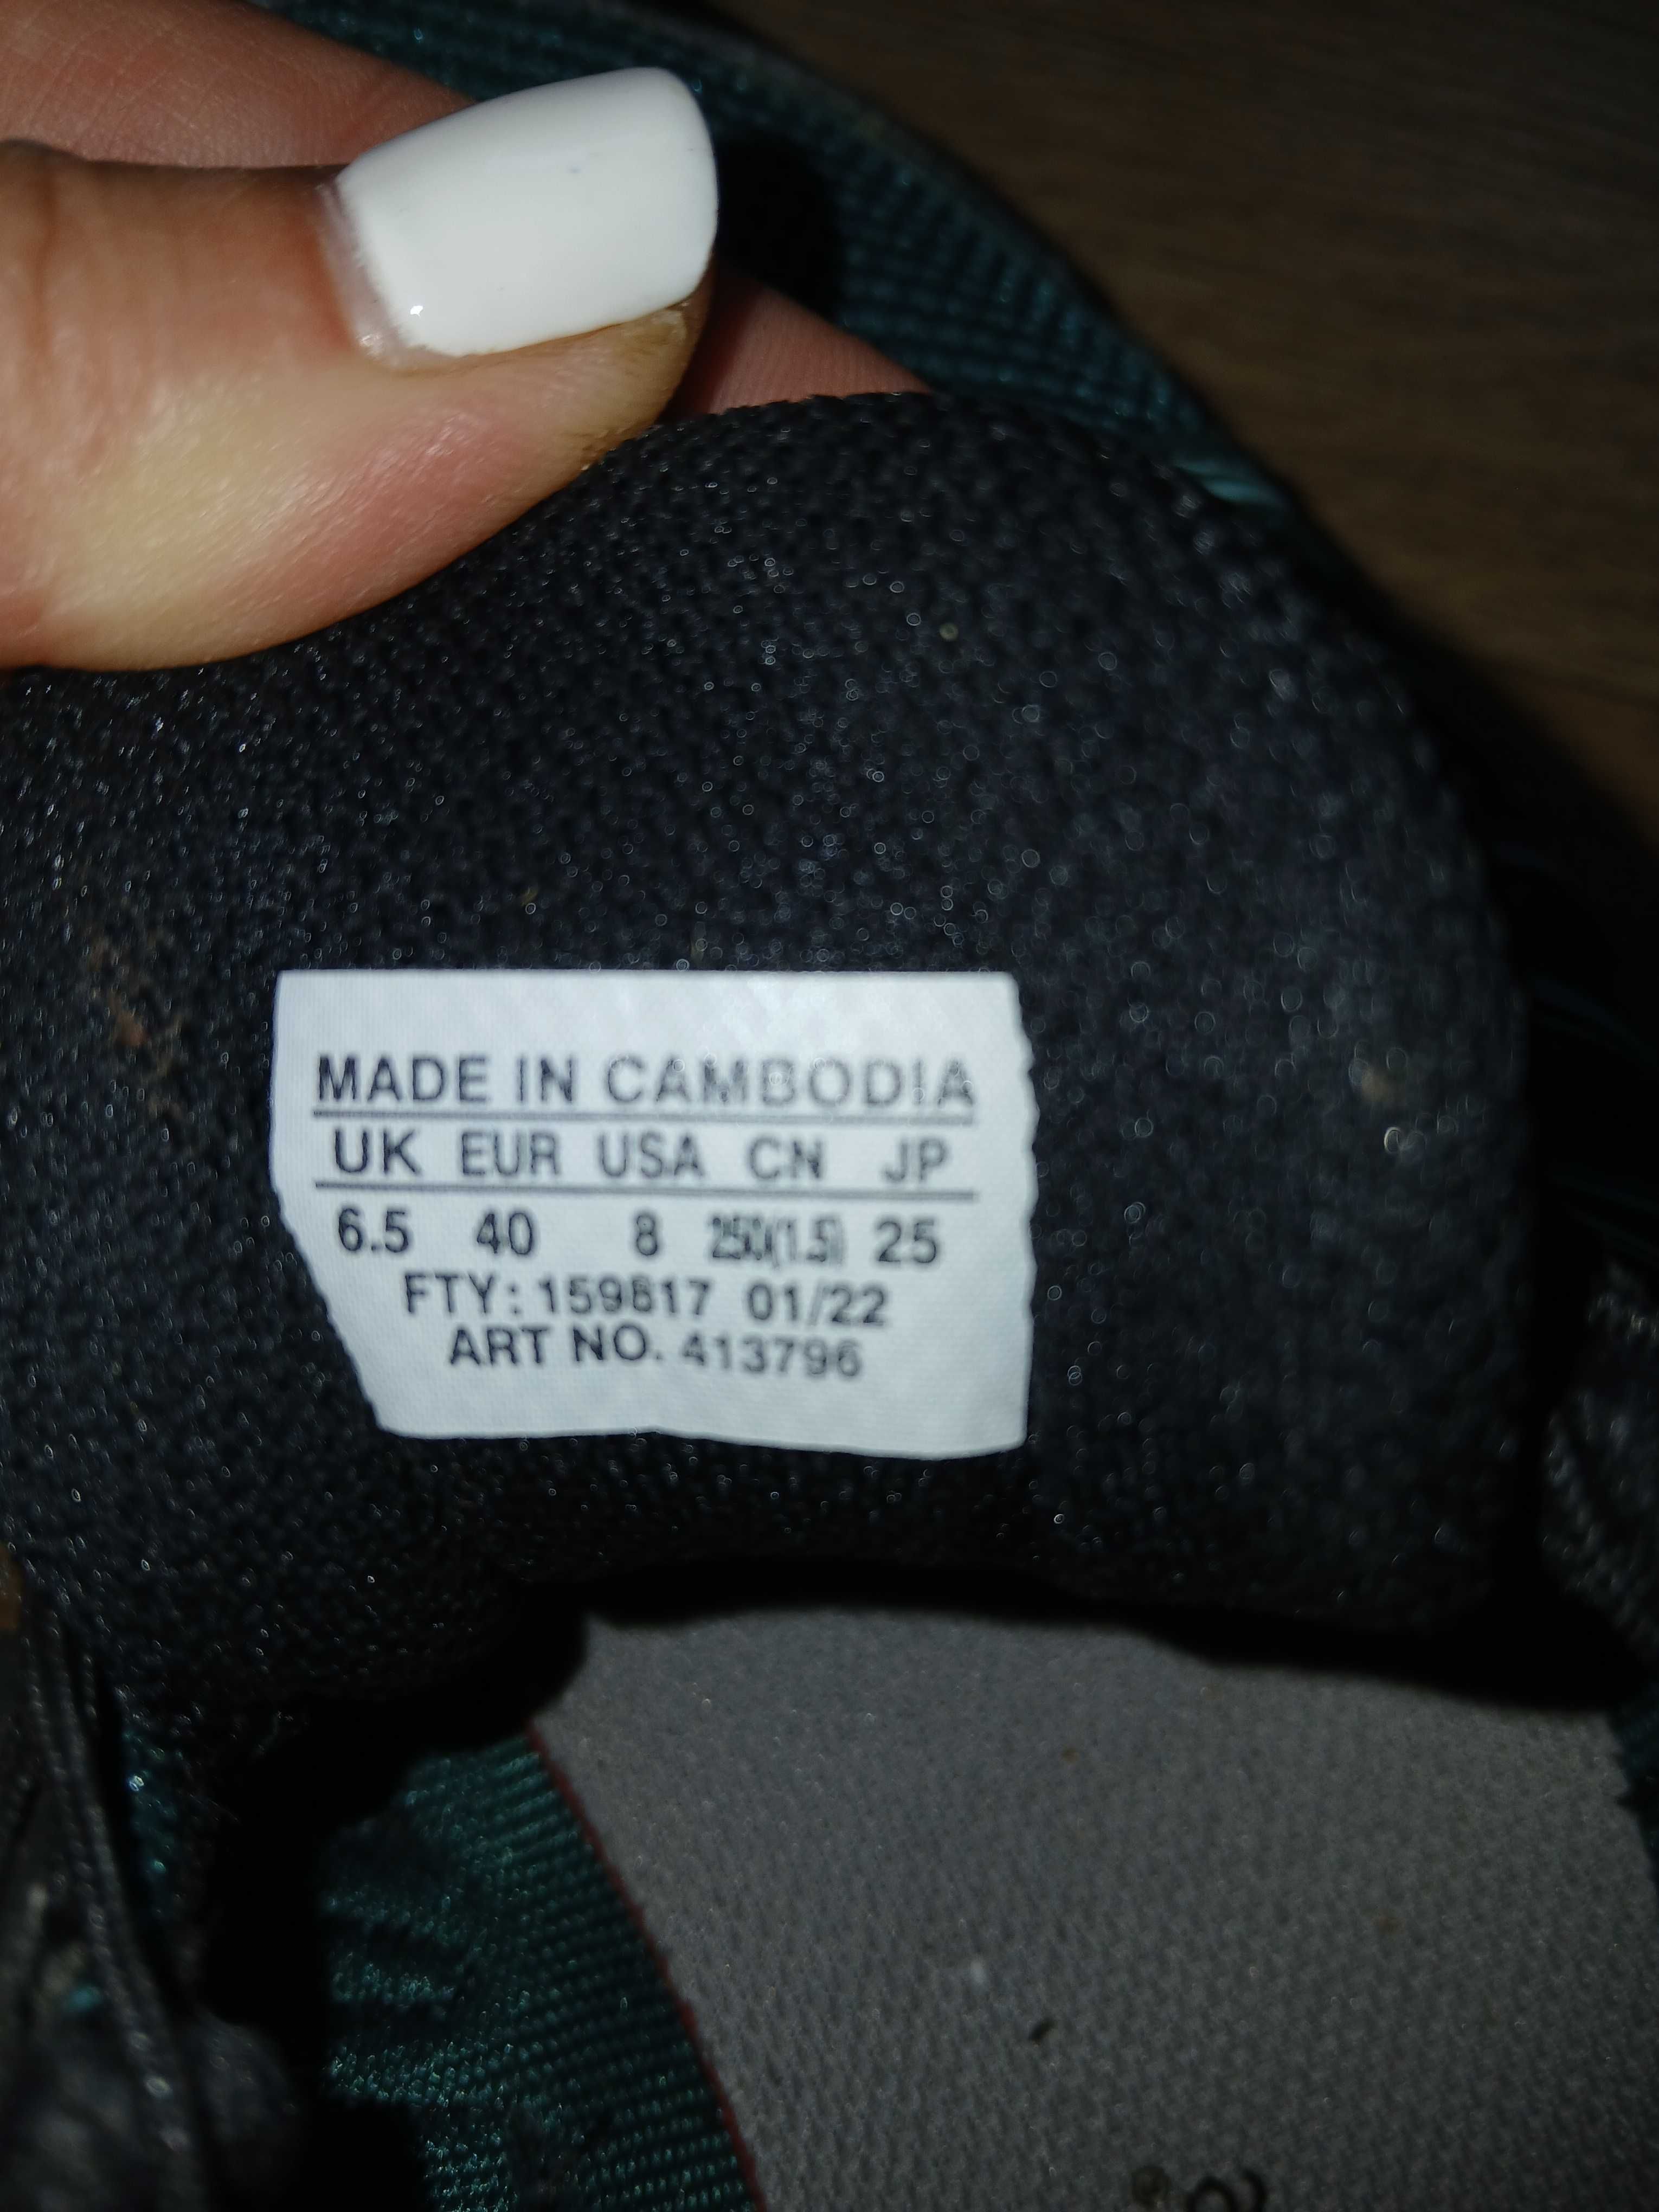 MADE IN CAMBODIA
UK EUR USA CN JP
6.5 40 8 250(1.5) 25
FTY: 159817 01/22
ART NO. 413796